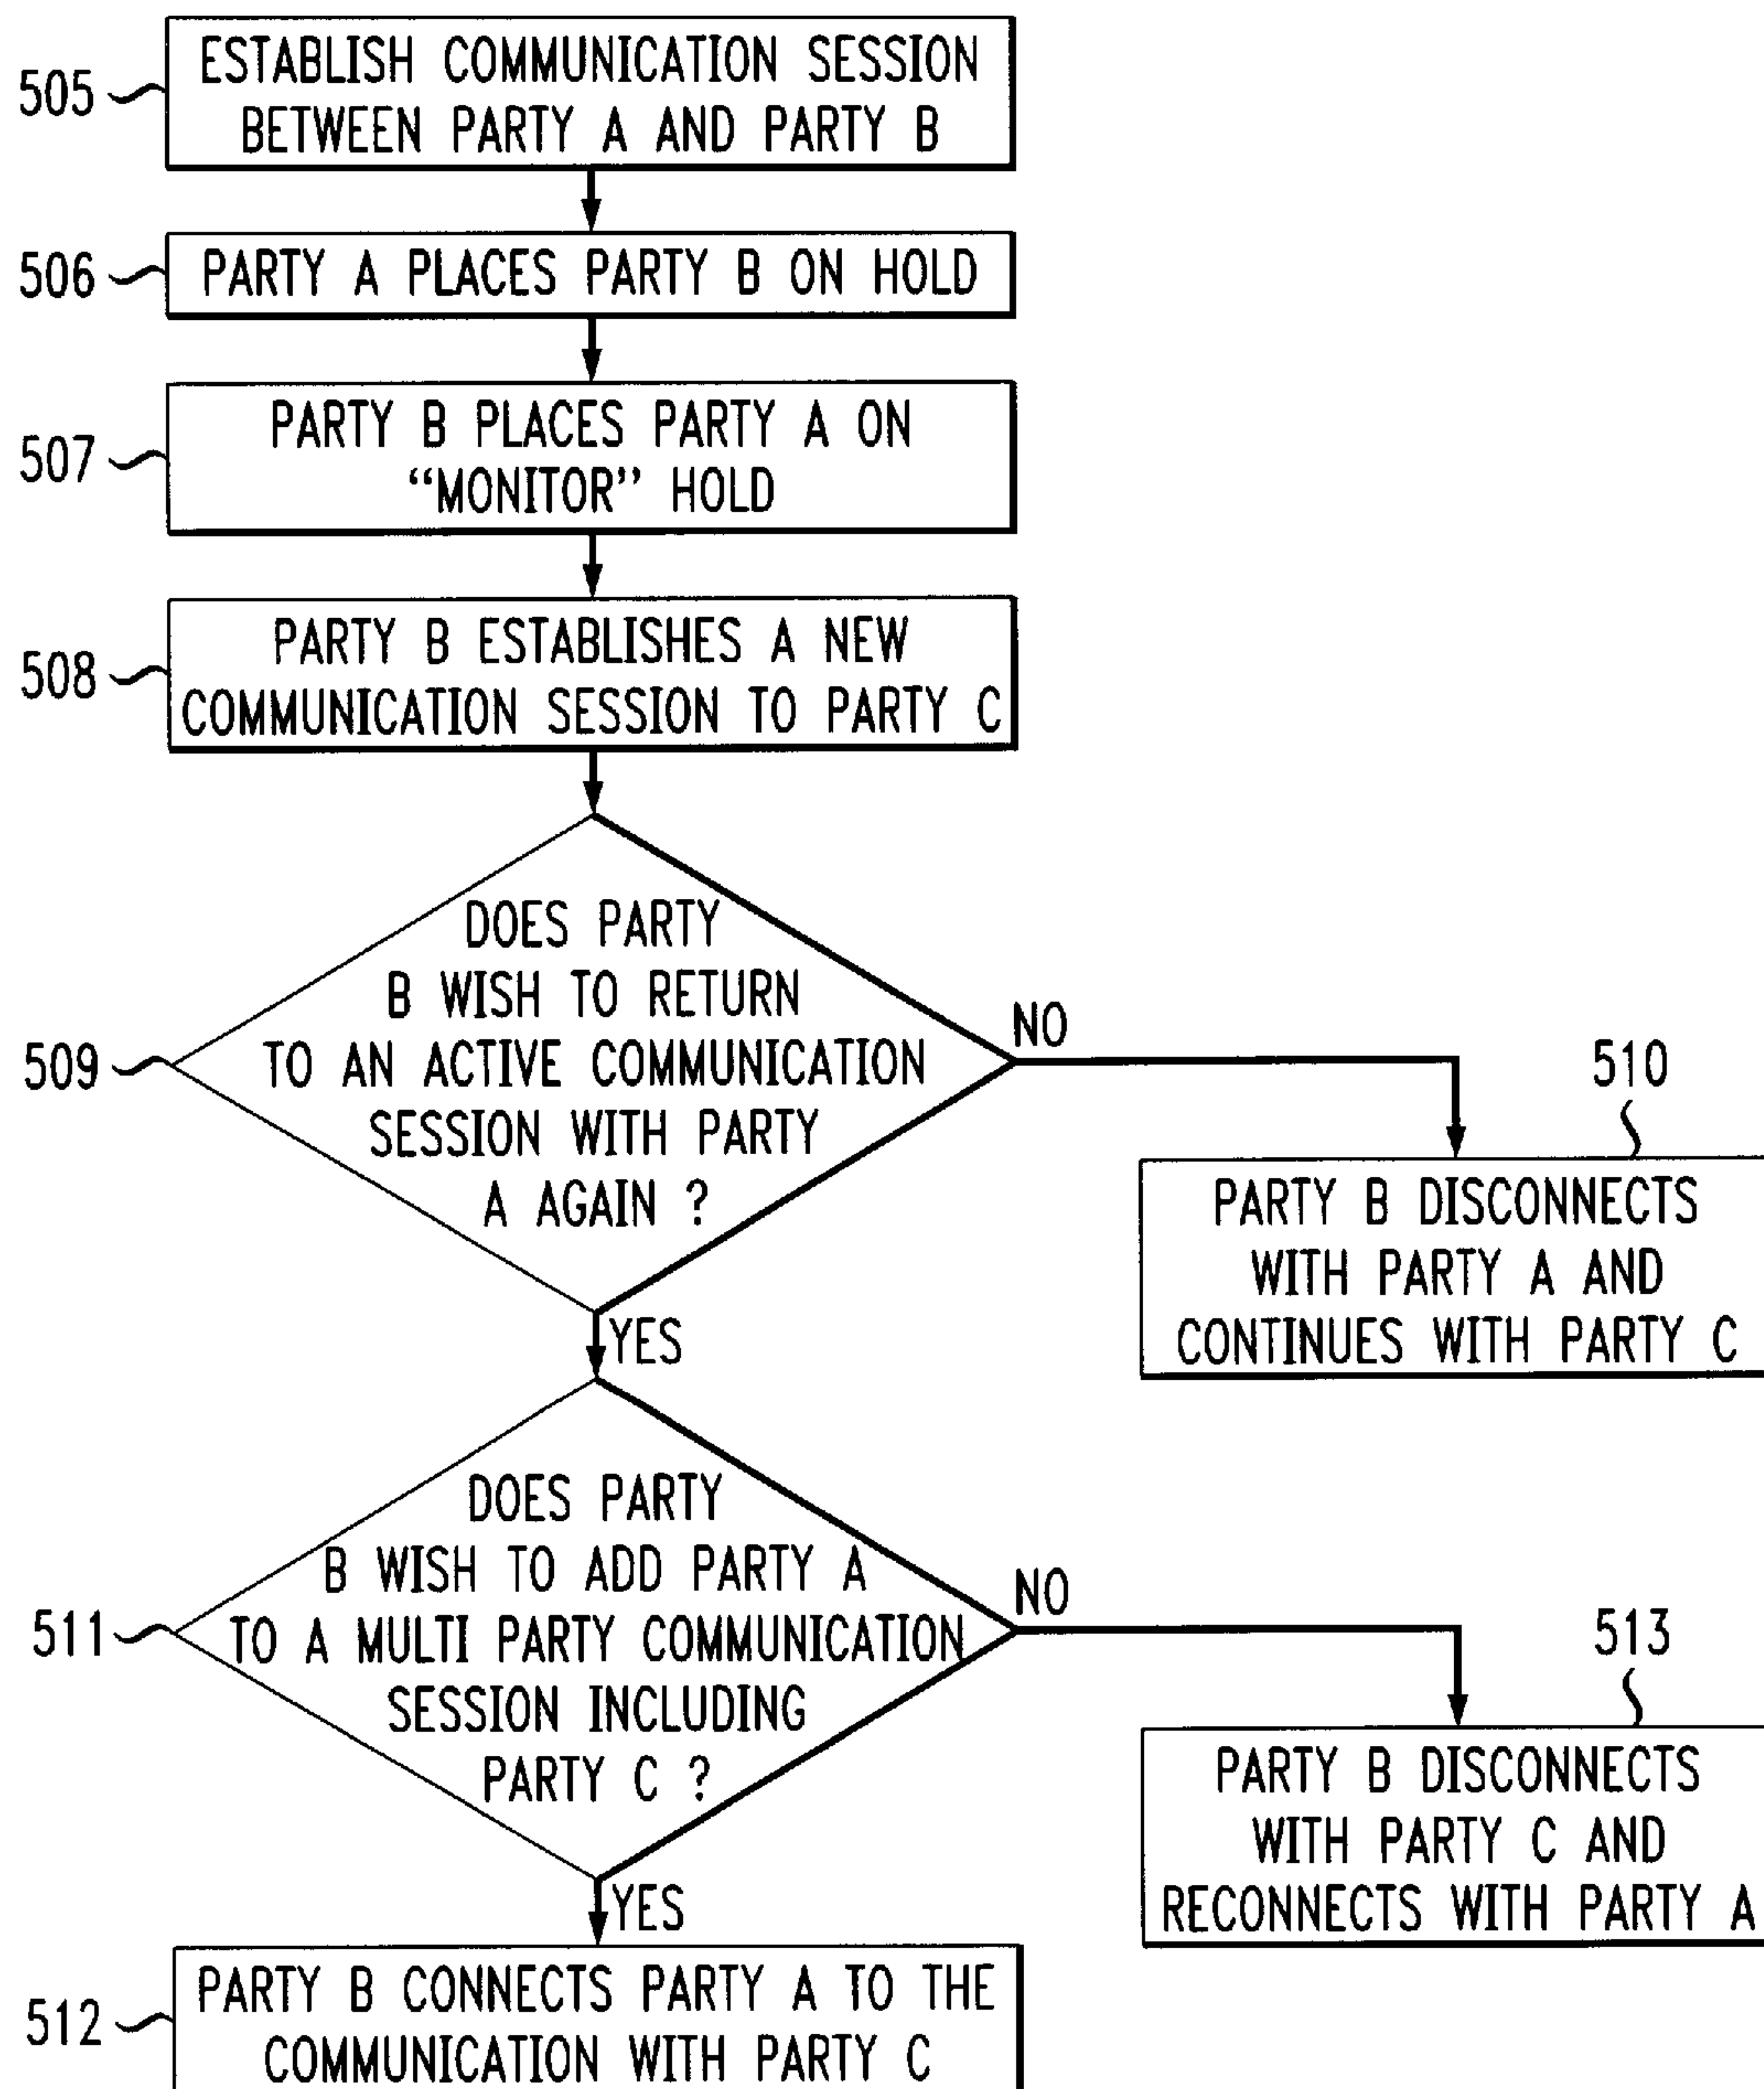 505
ESTABLISH COMMUNICATION SESSION
BETWEEN PARTY A AND PARTY B
506
PARTY A PLACES PARTY B ON HOLD
507
PARTY B PLACES PARTY A ON
“MONITOR” HOLD
508
PARTY B ESTABLISHES A NEW
COMMUNICATION SESSION TO PARTY C
509
DOES PARTY
B WISH TO RETURN
TO AN ACTIVE COMMUNICATION
SESSION WITH PARTY
A AGAIN ?
NO
510
PARTY B DISCONNECTS
WITH PARTY A AND
CONTINUES WITH PARTY C
YES
511
DOES PARTY
B WISH TO ADD PARTY A
TO A MULTI PARTY COMMUNICATION
SESSION INCLUDING
PARTY C ?
NO
513
PARTY B DISCONNECTS
WITH PARTY C AND
RECONNECTS WITH PARTY A
YES
512
PARTY B CONNECTS PARTY A TO THE
COMMUNICATION WITH PARTY C